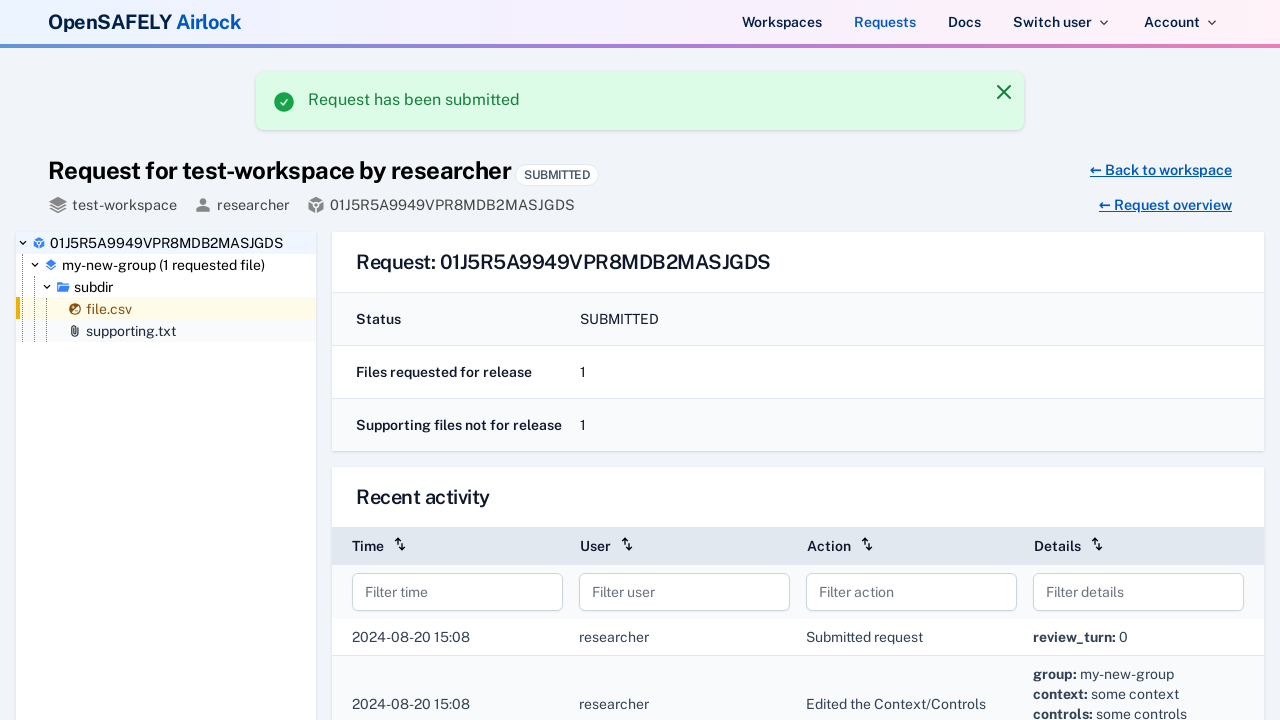 OpenSAFELY Airlock
Workspaces
Requests
Docs
Switch user
Account
Request has been submitted
Request for test-workspace by researcher SUBMITTED
← Back to workspace
test-workspace
researcher
01J5R5A9949VPR8MDB2MASJGDS
← Request overview
01J5R5A9949VPR8MDB2MASJGDS
my-new-group (1 requested file)
subdir
file.csv
supporting.txt
Request: 01J5R5A9949VPR8MDB2MASJGDS
Status SUBMITTED
Files requested for release 1
Supporting files not for release 1
Recent activity
Time User Action Details
Filter time Filter user Filter action Filter details
2024-08-20 15:08 researcher Submitted request review_turn: 0
2024-08-20 15:08 researcher Edited the Context/Controls group: my-new-group
context: some context
controls: some controls